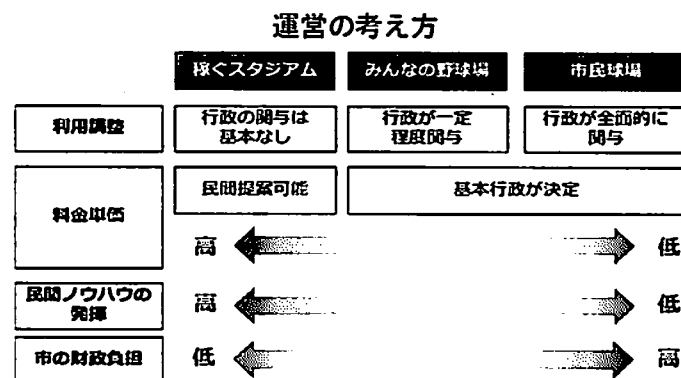 運営の考え方
稼ぐスタジアム
みんなの野球場
市民球場
利用調整
行政の関与は
基本なし
行政が一定
程度関与
行政が全面的に
関与
料金単価
民間提案可能
基本行政が決定
高
低
民間ノウハウの
発揮
高
低
市の財政負担
低
高